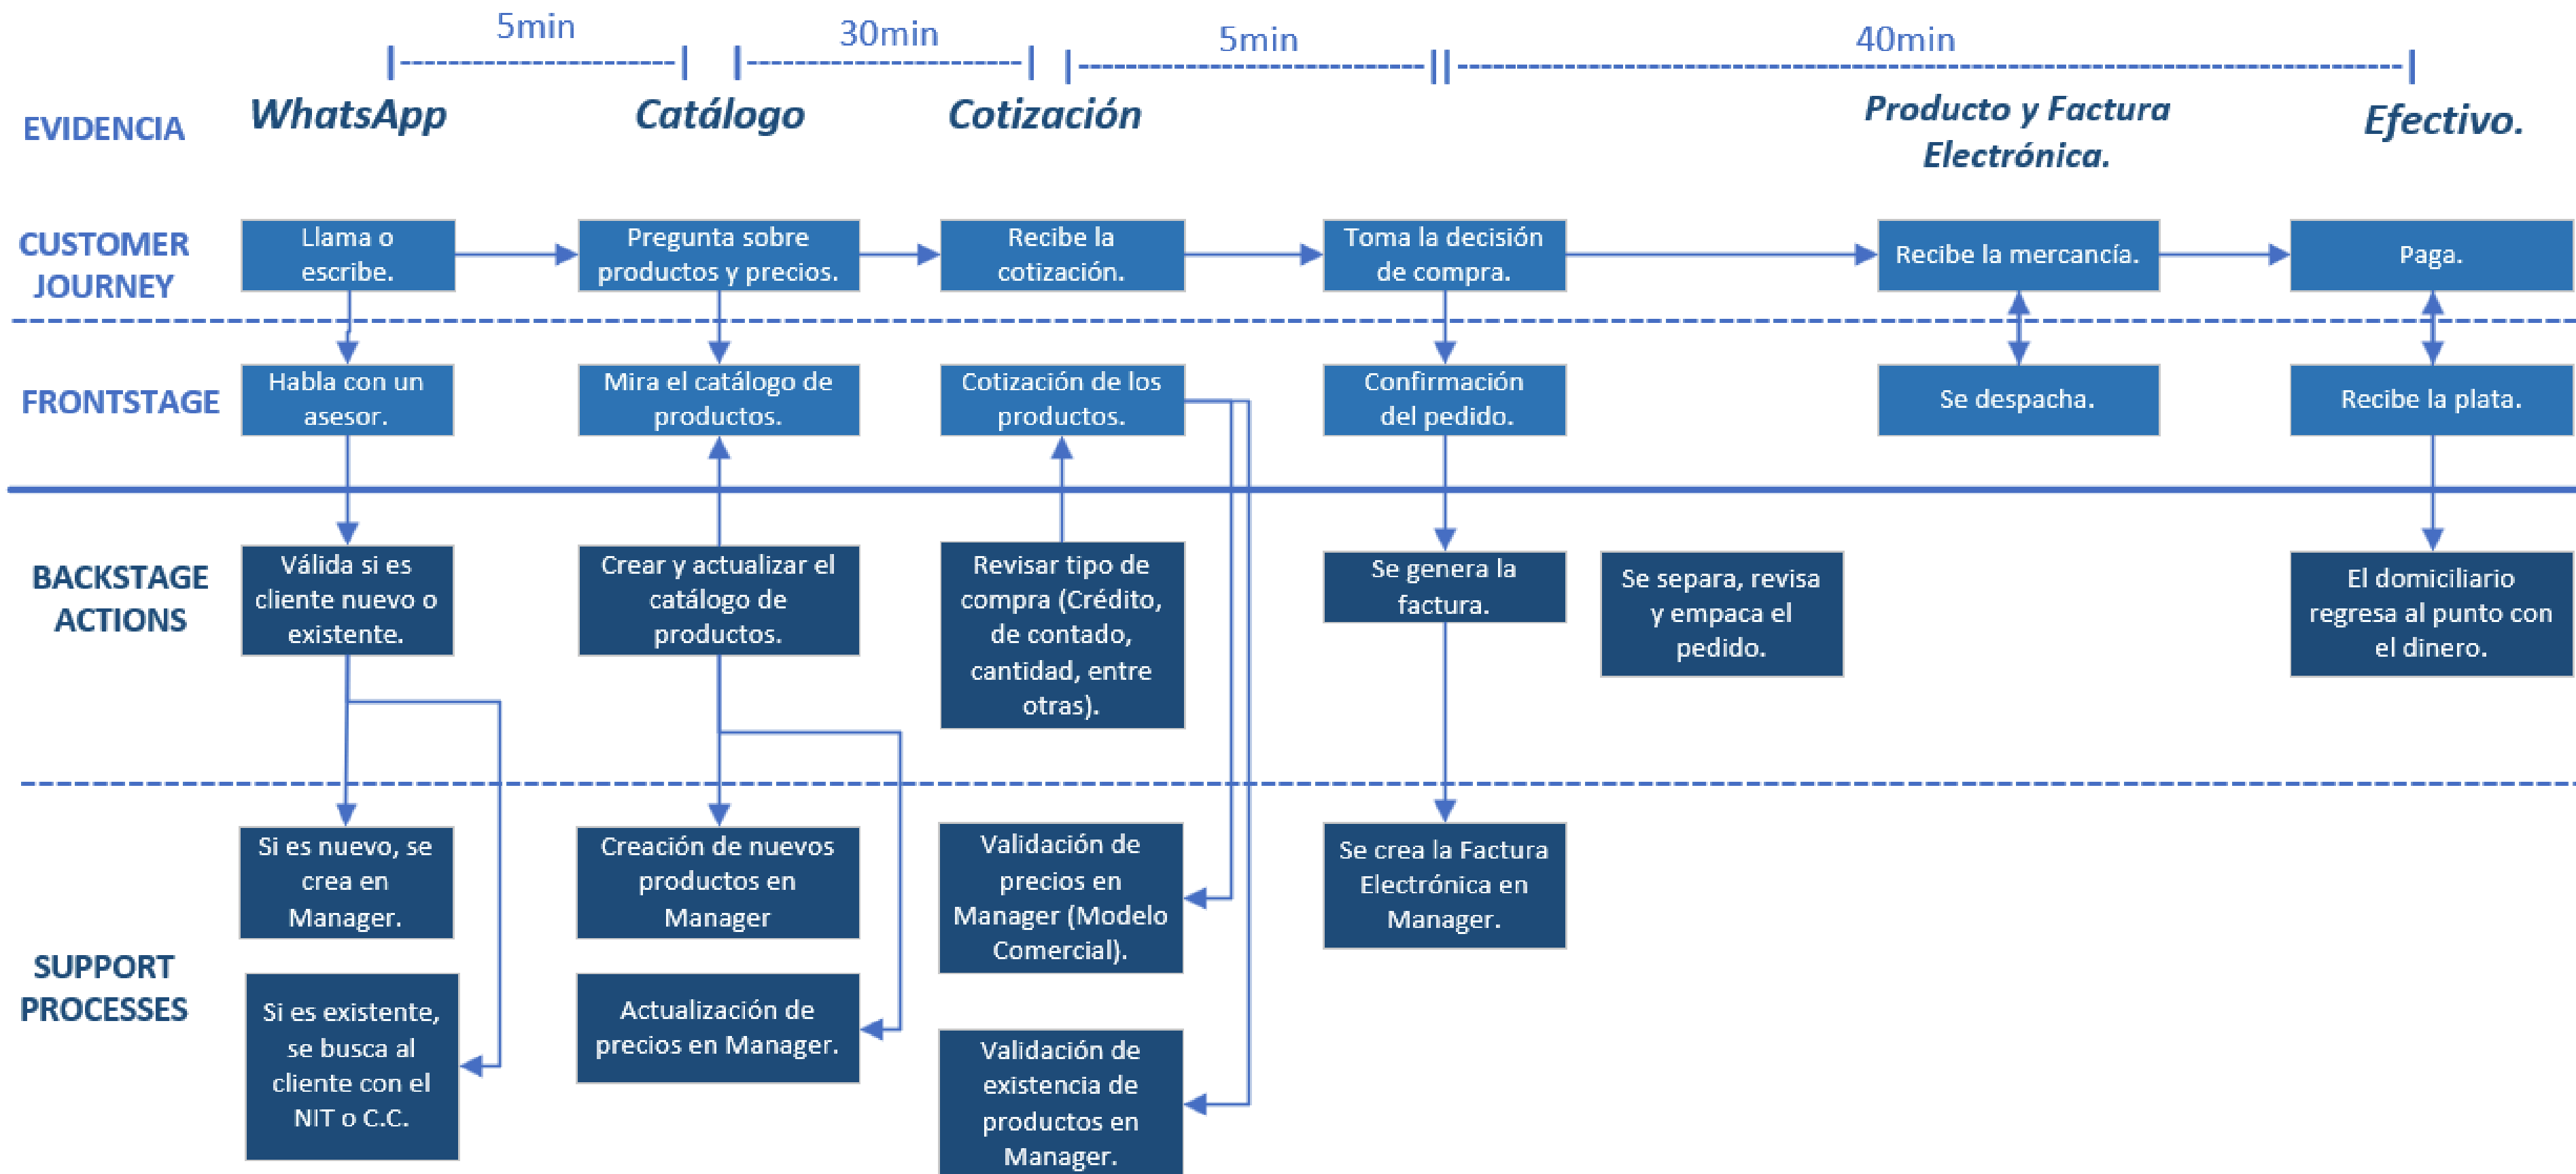 5min
30min
5min
40min
EVIDENCIA
WhatsApp
Catálogo
Cotización
Producto y Factura
Electrónica.
Efectivo.
CUSTOMER
JOURNEY
Llama o
escribe.
Pregunta sobre
productos y precios.
Recibe la
cotización.
Toma la decisión
de compra.
Recibe la mercancía.
Paga.
FRONTSTAGE
Habla con un
asesor.
Mira el catálogo de
productos.
Cotización de los
productos.
Confirmación
del pedido.
Se despacha.
Recibe la plata.
BACKSTAGE
ACTIONS
Válida si es
cliente nuevo o
existente.
Crear y actualizar el
catálogo de
productos.
Revisar tipo de
compra (Crédito,
de contado,
cantidad, entre
otras).
Se genera la
factura.
Se separa, revisa
y empaca el
pedido.
El domiciliario
regresa al punto con
el dinero.
SUPPORT
PROCESSES
Si es nuevo, se
crea en
Manager.
Creación de nuevos
productos en
Manager
Validación de
precios en
Manager (Modelo
Comercial).
Se crea la Factura
Electrónica en
Manager.
Si es existente,
se busca al
cliente con el
NIT o C.C.
Actualización de
precios en Manager.
Validación de
existencia de
productos en
Manager.